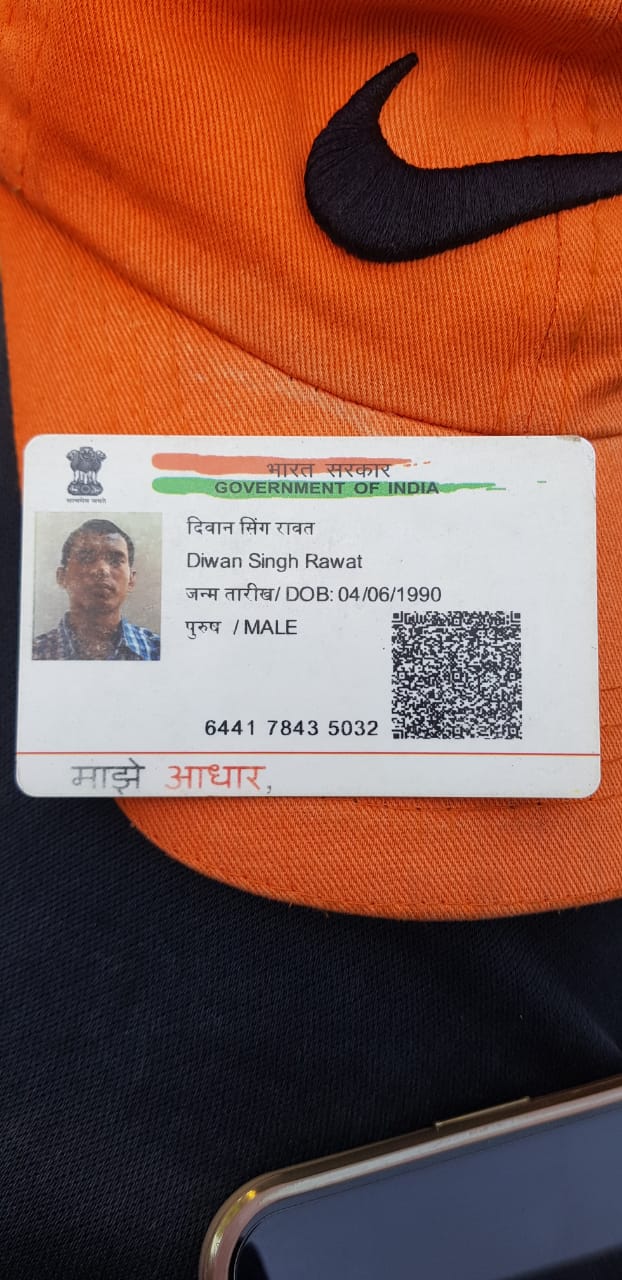 भारत सरकार
GOVERNMENT OF INDIA
सत्यमेव जयते
दिवान सिंग रावत
Diwan Singh Rawat
जन्म तारीख/ DOB: 04/06/1990
पुरुष / MALE
6441 7843 5032
माझे आधार,